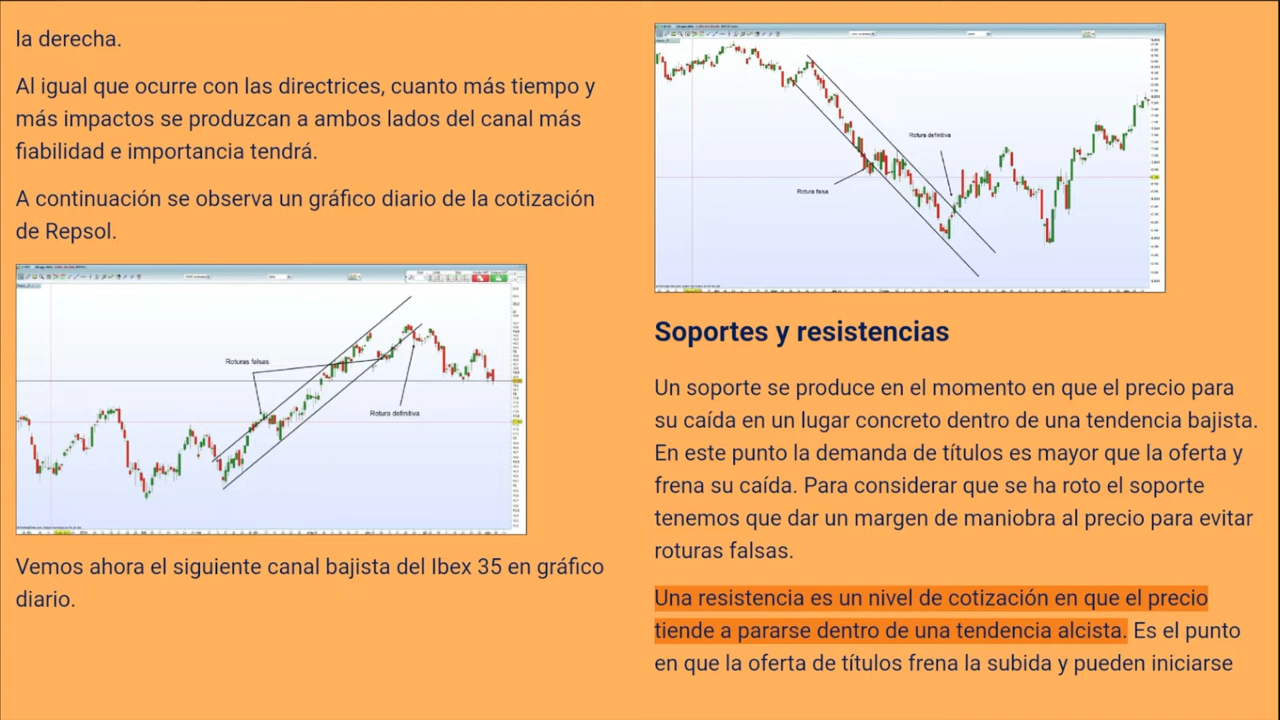 la derecha.
Al igual que ocurre con las directrices, cuanto más tiempo y
más impactos se produzcan a ambos lados del canal más
fiabilidad e importancia tendrá.
A continuación se observa un gráfico diario de la cotización
de Repsol.
Roturas falsas
Rotura definitiva
Vemos ahora el siguiente canal bajista del Ibex 35 en gráfico
diario.
Rotura definitiva
Rotura falsa
Soportes y resistencias
Un soporte se produce en el momento en que el precio para
su caída en un lugar concreto dentro de una tendencia bajista.
En este punto la demanda de títulos es mayor que la oferta y
frena su caída. Para considerar que se ha roto el soporte
tenemos que dar un margen de maniobra al precio para evitar
roturas falsas.
Una resistencia es un nivel de cotización en que el precio
tiende a pararse dentro de una tendencia alcista. Es el punto
en que la oferta de títulos frena la subida y pueden iniciarse